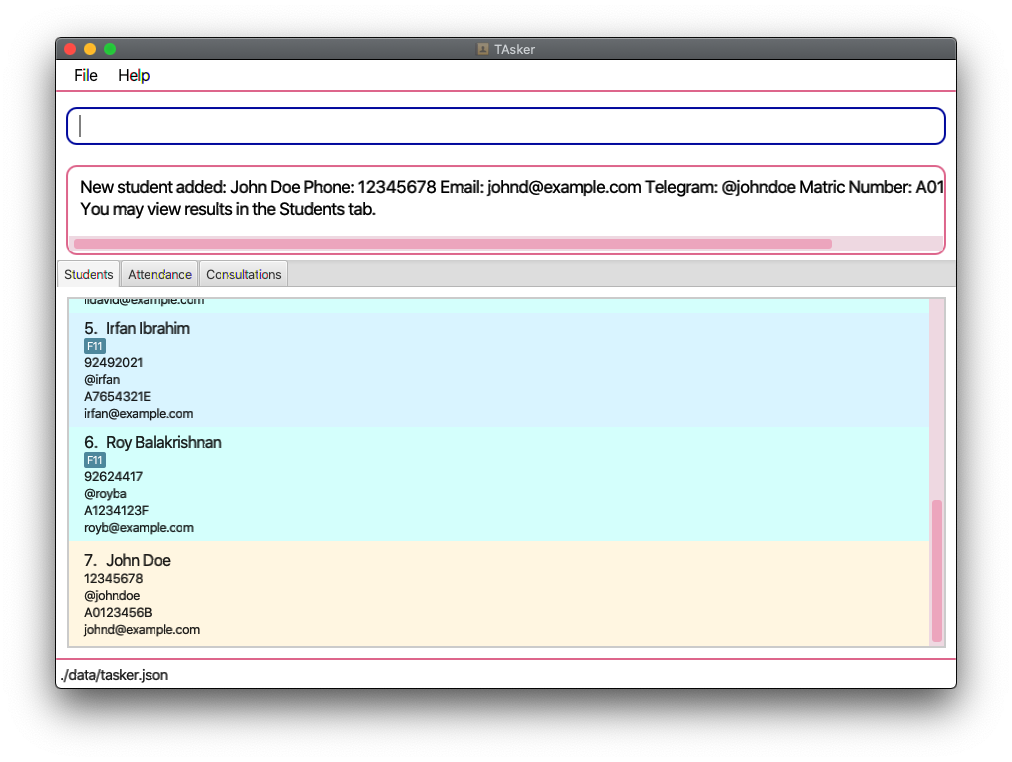 TAsker
File Help
New student added: John Doe Phone: 12345678 Email: johnd@example.com Telegram: @johndoe Matric Number: A01
You may view results in the Students tab.
Students Attendance Consultations
lidavid@example.com
5. Irfan Ibrahim
F11
92492021
@irfan
A7654321E
irfan@example.com
6. Roy Balakrishnan
F11
92624417
@royba
A1234123F
royb@example.com
7. John Doe
12345678
@johndoe
A0123456B
johnd@example.com
./data/tasker.json